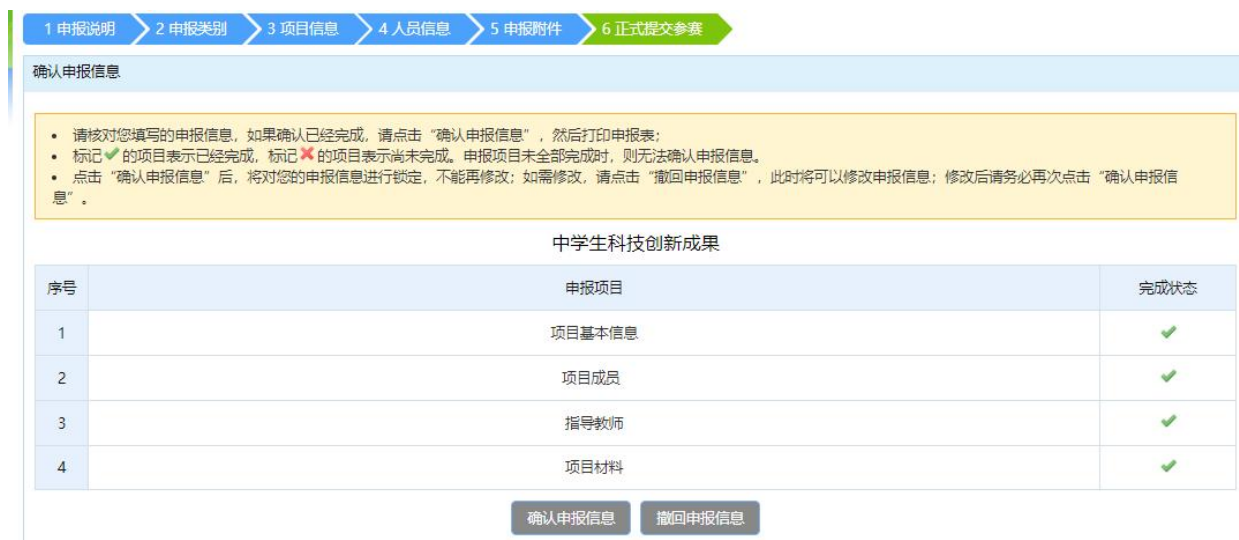 1 申报说明 2 申报类别 3 项目信息 4 人员信息 5 申报附件 6 正式提交参赛
确认申报信息
• 请核对您填写的申报信息，如果确认已经完成，请点击“确认申报信息”，然后打印申报表；
• 标记✔的项目表示已经完成，标记✖的项目表示尚未完成。申报项目未全部完成时，则无法确认申报信息。
• 点击“确认申报信息”后，将对您的申报信息进行锁定，不能再修改；如需修改，请点击“撤回申报信息”，此时将可以修改申报信息；修改后请务必再次点击“确认申报信
息”。
中学生科技创新成果
序号 申报项目 完成状态
1 项目基本信息 ✔
2 项目成员 ✔
3 指导教师 ✔
4 项目材料 ✔
确认申报信息 撤回申报信息